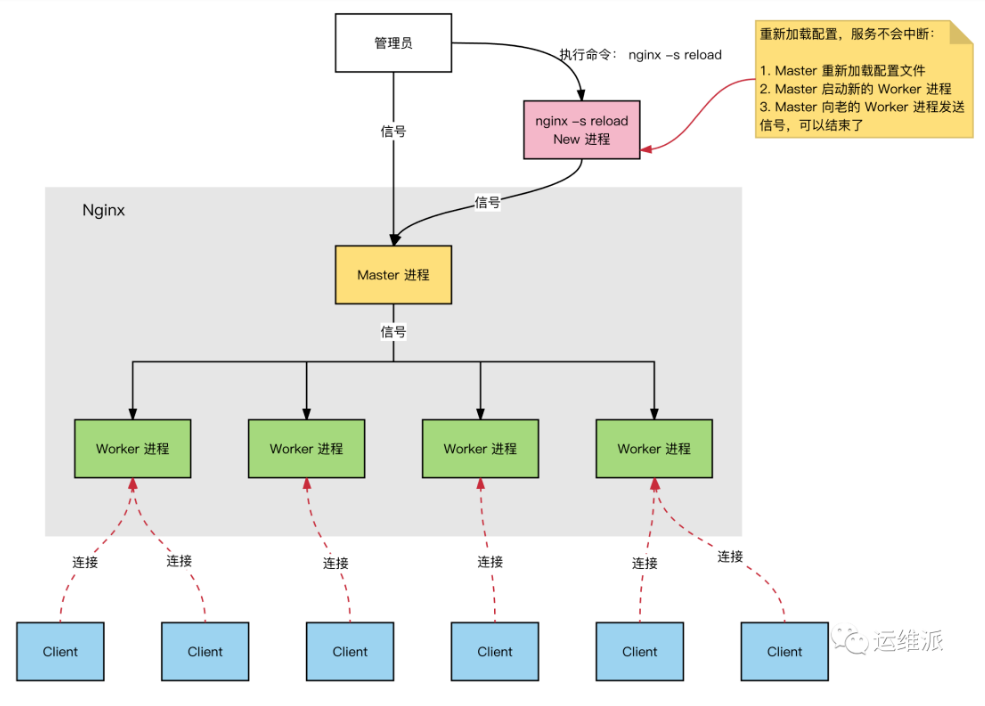 管理员
执行命令： nginx -s reload
重新加载配置，服务不会中断：
1. Master 重新加载配置文件
2. Master 启动新的 Worker 进程
3. Master 向老的 Worker 进程发送
信号，可以结束了
nginx -s reload
New 进程
信号
信号
Nginx
Master 进程
信号
Worker 进程
Worker 进程
Worker 进程
Worker 进程
连接
连接
连接
连接
连接
连接
Client
Client
Client
Client
Client
Client
运维派